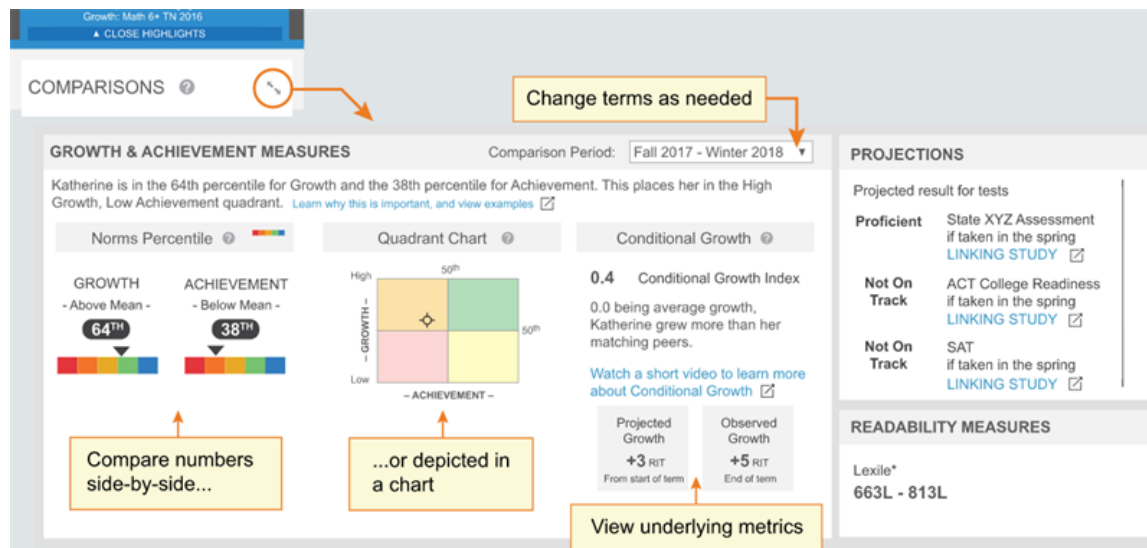 Growth: Math 6+ TN 2016
▲ CLOSE HIGHLIGHTS
COMPARISONS
Change terms as needed
GROWTH & ACHIEVEMENT MEASURES
Comparison Period: Fall 2017 - Winter 2018
Katherine is in the 64th percentile for Growth and the 38th percentile for Achievement. This places her in the High
Growth, Low Achievement quadrant. Learn why this is important, and view examples
Norms Percentile
GROWTH
- Above Mean -
64TH
ACHIEVEMENT
- Below Mean -
38TH
Compare numbers
side-by-side...
Quadrant Chart
50th
High
– GROWTH –
50th
Low
– ACHIEVEMENT –
...or depicted in
a chart
Conditional Growth
0.4 Conditional Growth Index
0.0 being average growth,
Katherine grew more than her
matching peers.
Watch a short video to learn more
about Conditional Growth
Projected
Growth
+3 RIT
From start of term
Observed
Growth
+5 RIT
End of term
View underlying metrics
PROJECTIONS
Projected result for tests
Proficient
State XYZ Assessment
if taken in the spring
LINKING STUDY
Not On
Track
ACT College Readiness
if taken in the spring
LINKING STUDY
Not On
Track
SAT
if taken in the spring
LINKING STUDY
READABILITY MEASURES
Lexile*
663L - 813L